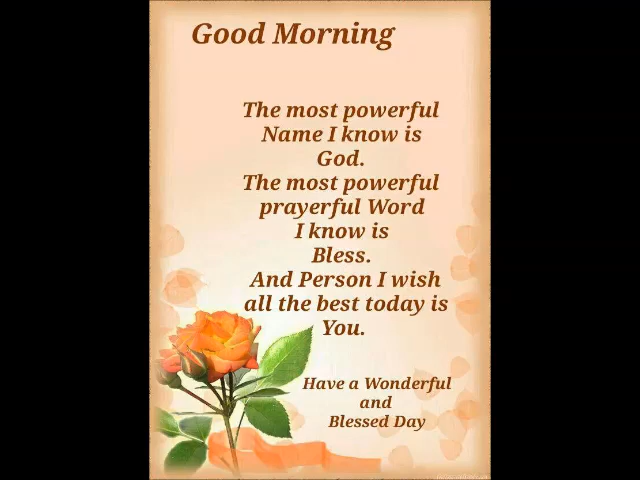 Good Morning
The most powerful
Name I know is
God.
The most powerful
prayerful Word
I know is
Bless.
And Person I wish
all the best today is
You.
Have a Wonderful
and
Blessed Day